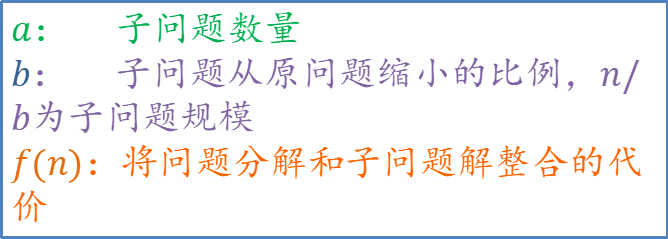 a: 子问题数量
b: 子问题从原问题缩小的比例，n/
b为子问题规模
f(n): 将问题分解和子问题解整合的代
价